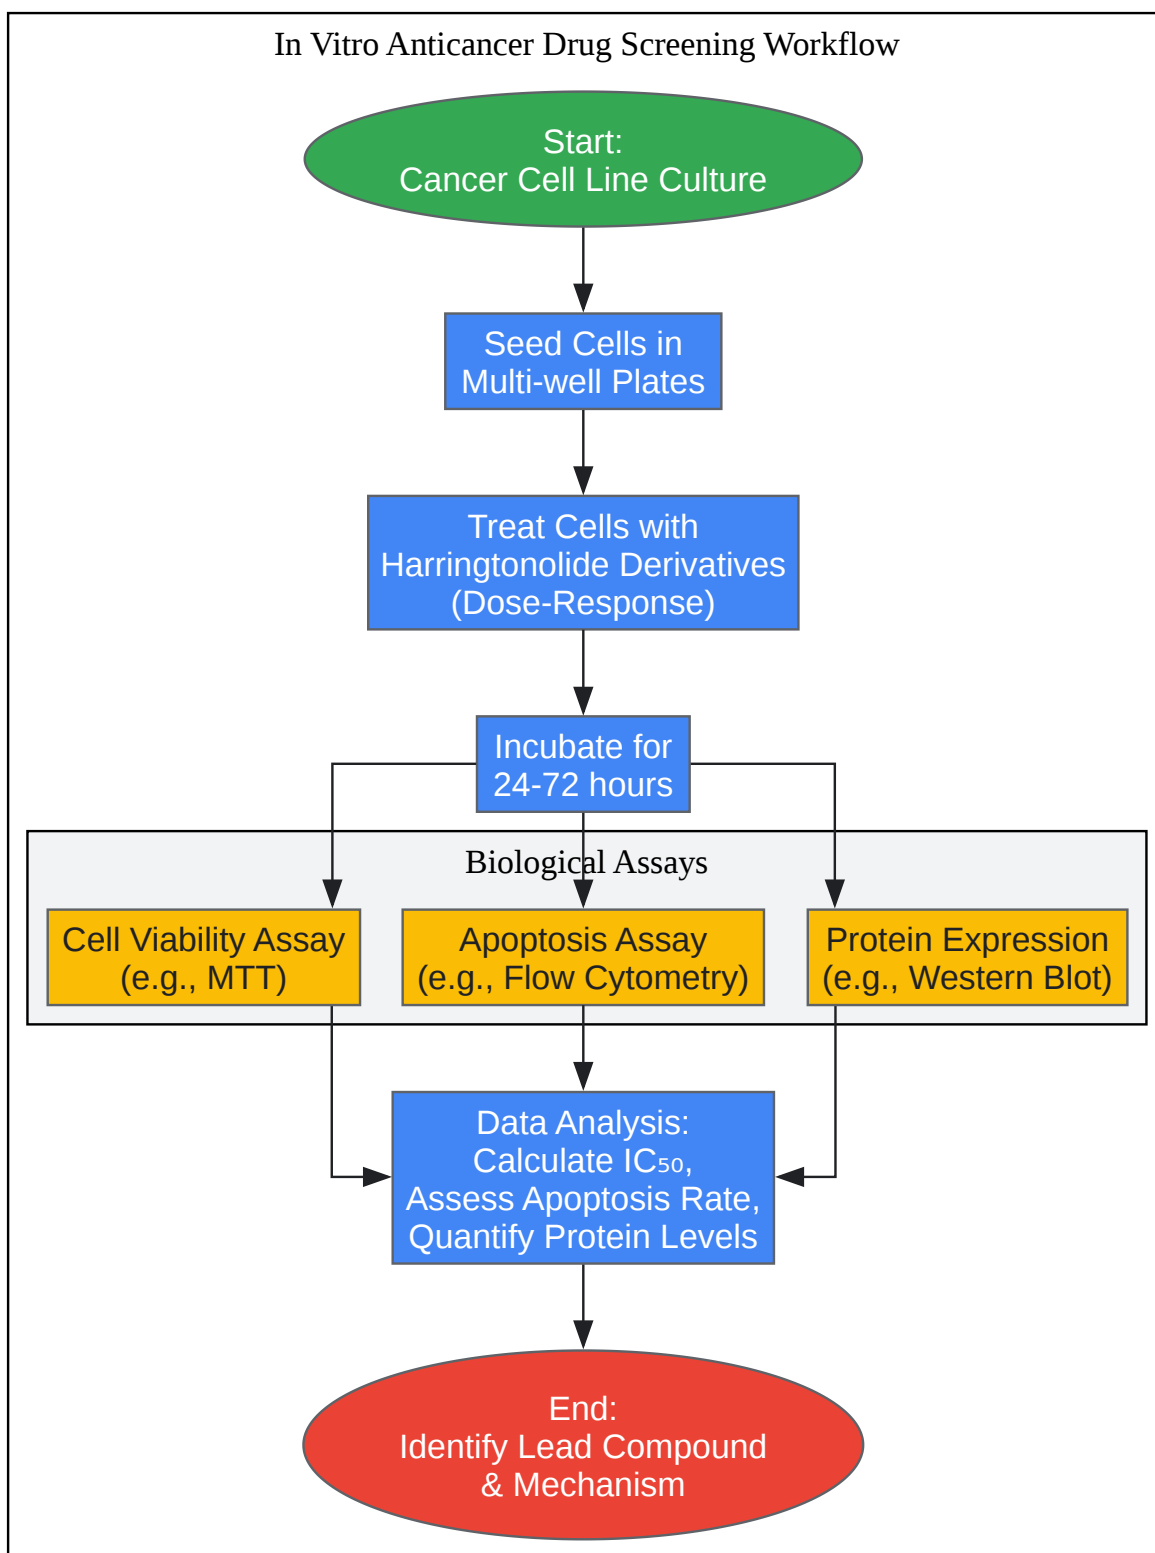 In Vitro Anticancer Drug Screening Workflow
Start:
Cancer Cell Line Culture
Seed Cells in
Multi-well Plates
Treat Cells with
Harringtonolide Derivatives
(Dose-Response)
Incubate for
24-72 hours
Biological Assays
Cell Viability Assay
(e.g., MTT)
Apoptosis Assay
(e.g., Flow Cytometry)
Protein Expression
(e.g., Western Blot)
Data Analysis:
Calculate IC₅₀,
Assess Apoptosis Rate,
Quantify Protein Levels
End:
Identify Lead Compound
& Mechanism